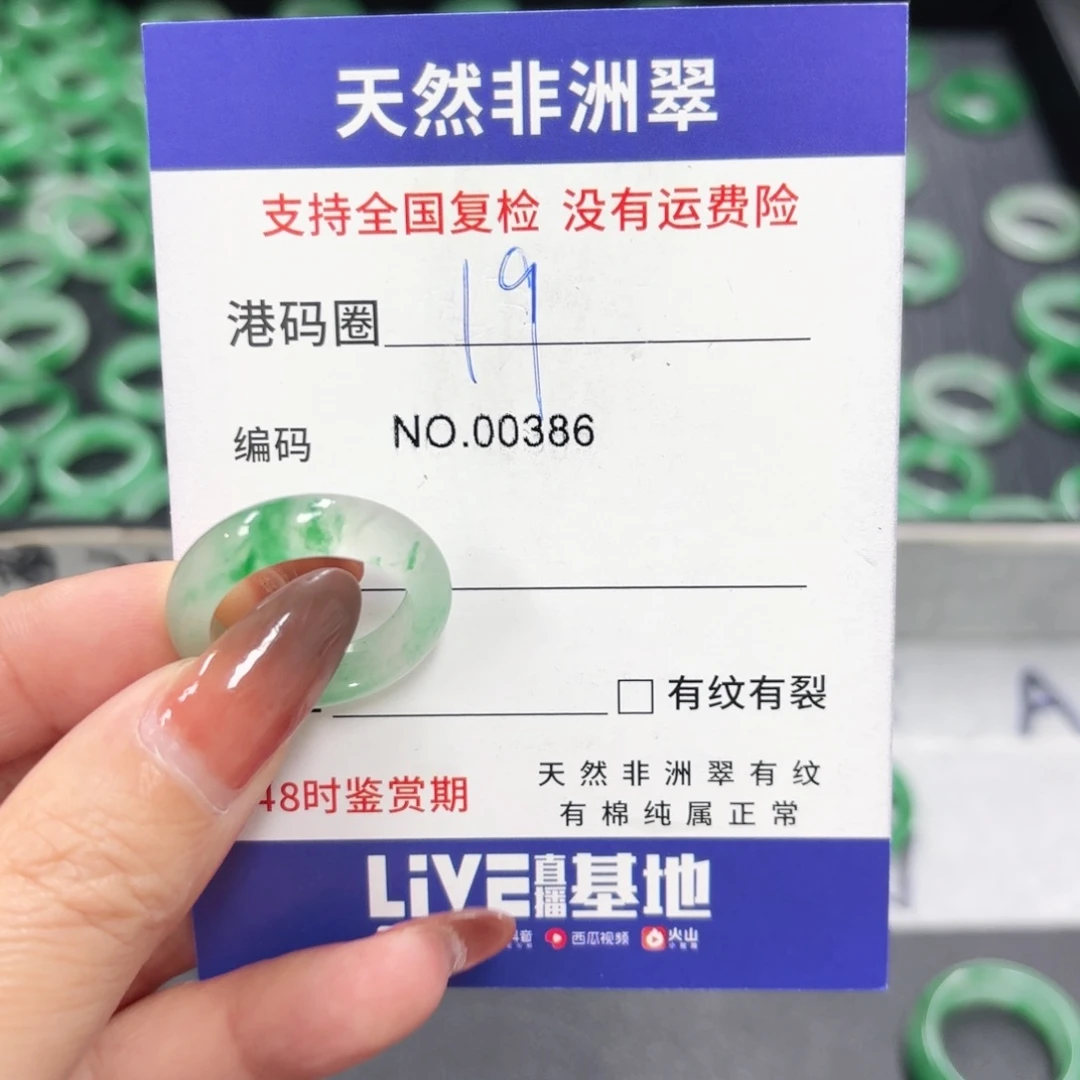 天然非洲翠
支持全国复检 没有运费险
港码圈 19
编码 NO.00386
有纹有裂
48时鉴赏期
天然非洲翠有纹
有棉纯属正常
LiVE直播基地
西瓜视频 火山
A